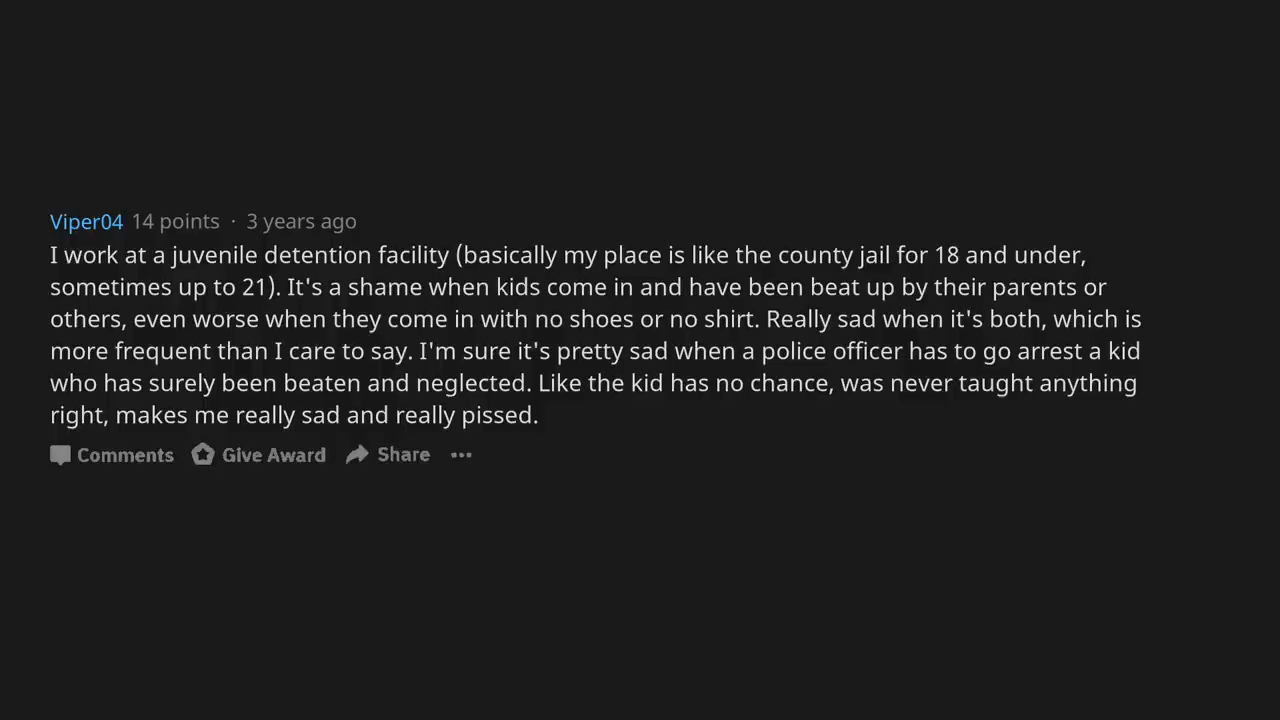 Viper04 14 points · 3 years ago
I work at a juvenile detention facility (basically my place is like the county jail for 18 and under,
sometimes up to 21). It's a shame when kids come in and have been beat up by their parents or
others, even worse when they come in with no shoes or no shirt. Really sad when it's both, which is
more frequent than I care to say. I'm sure it's pretty sad when a police officer has to go arrest a kid
who has surely been beaten and neglected. Like the kid has no chance, was never taught anything
right, makes me really sad and really pissed.
Comments Give Award Share •••